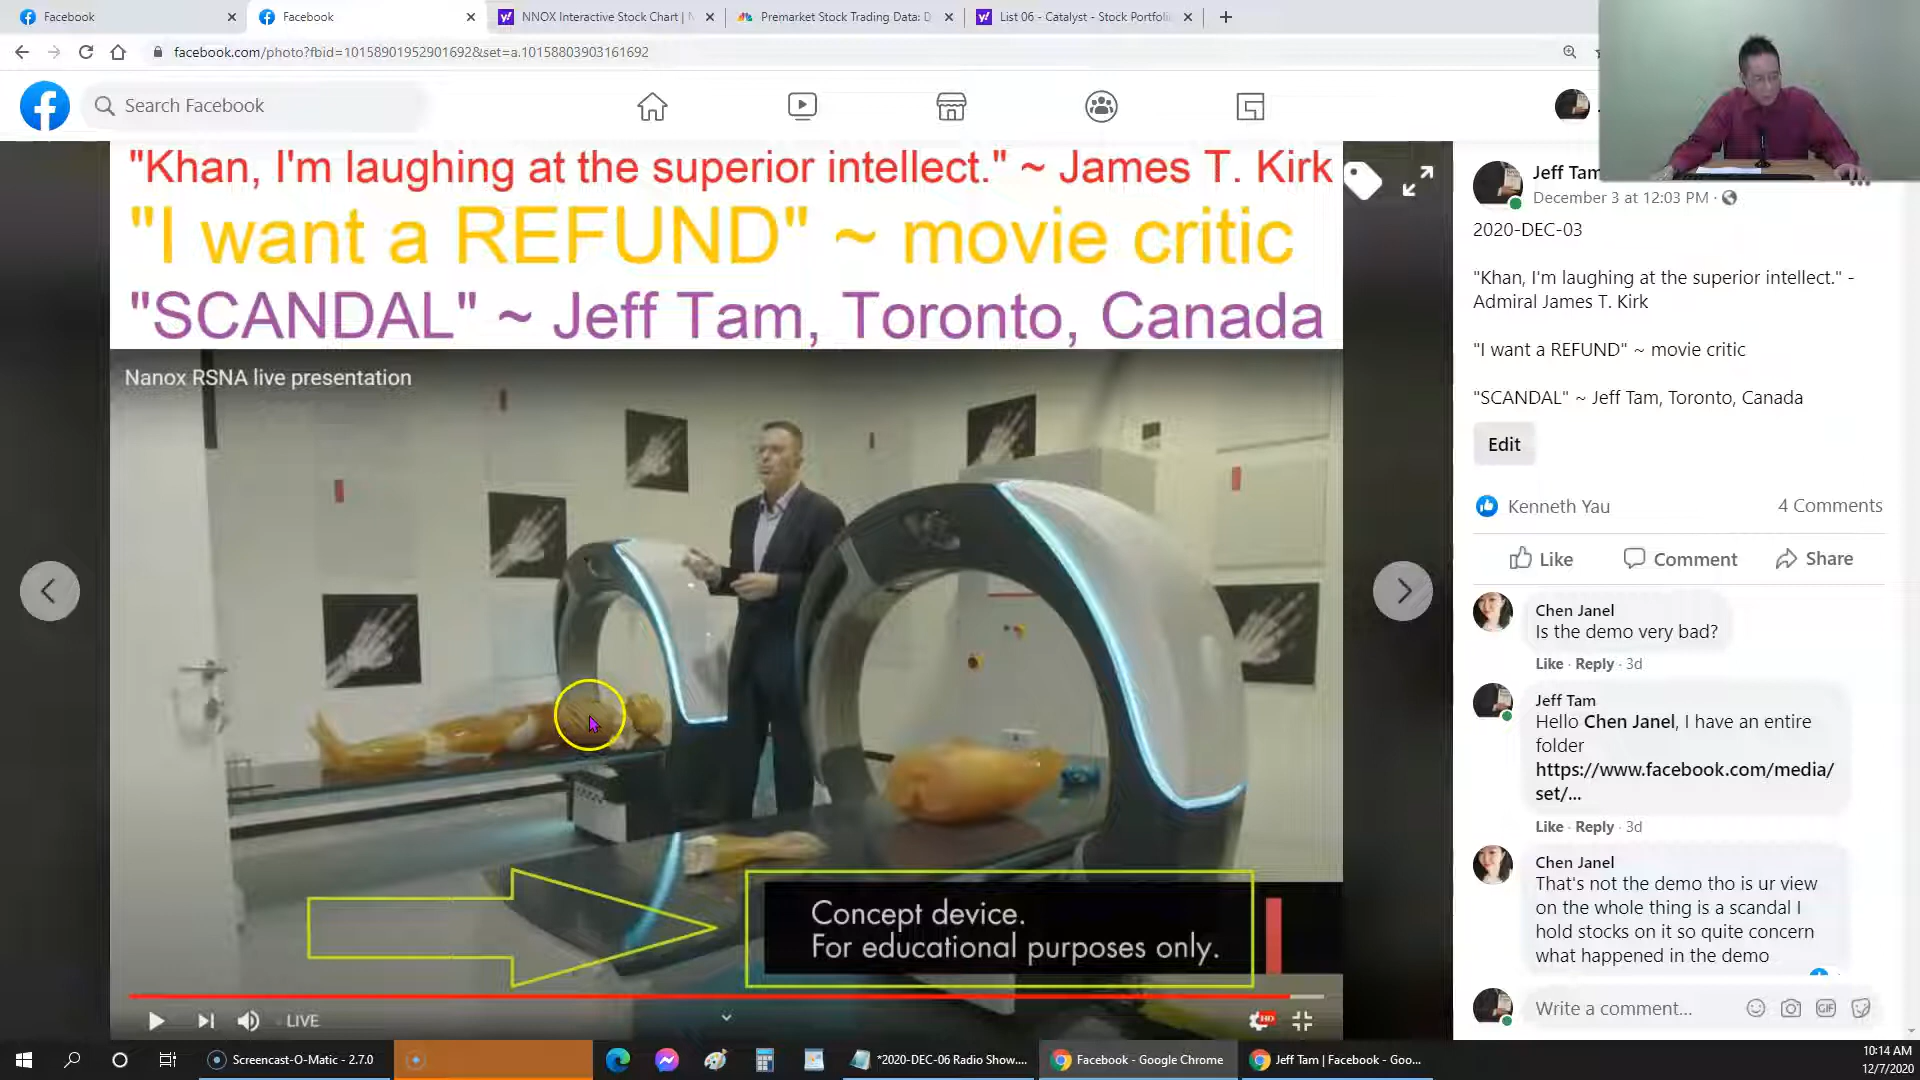 Facebook
Facebook
NNOX Interactive Stock Chart |
Premarket Stock Trading Data:
List 06 - Catalyst - Stock Portfoli
facebook.com/photo?fbid=10158901952901692&set=a.10158803903161692
Search Facebook
"Khan, I'm laughing at the superior intellect." ~ James T. Kirk
"I want a REFUND" ~ movie critic
"SCANDAL" ~ Jeff Tam, Toronto, Canada
Nanox RSNA live presentation
Concept device.
For educational purposes only.
LIVE
HD
Jeff Tam
December 3 at 12:03 PM ·
2020-DEC-03
"Khan, I'm laughing at the superior intellect." -
Admiral James T. Kirk
"I want a REFUND" ~ movie critic
"SCANDAL" ~ Jeff Tam, Toronto, Canada
Edit
Kenneth Yau 4 Comments
Like Comment Share
Chen Janel
Is the demo very bad?
Like · Reply · 3d
Jeff Tam
Hello Chen Janel, I have an entire
folder
https://www.facebook.com/media/
set/...
Like · Reply · 3d
Chen Janel
That's not the demo tho is ur view
on the whole thing is a scandal I
hold stocks on it so quite concern
what happened in the demo
Write a comment...
GIF
Screencast-O-Matic - 2.7.0
*2020-DEC-06 Radio Show....
Facebook - Google Chrome
Jeff Tam | Facebook - Goo...
10:14 AM
12/7/2020